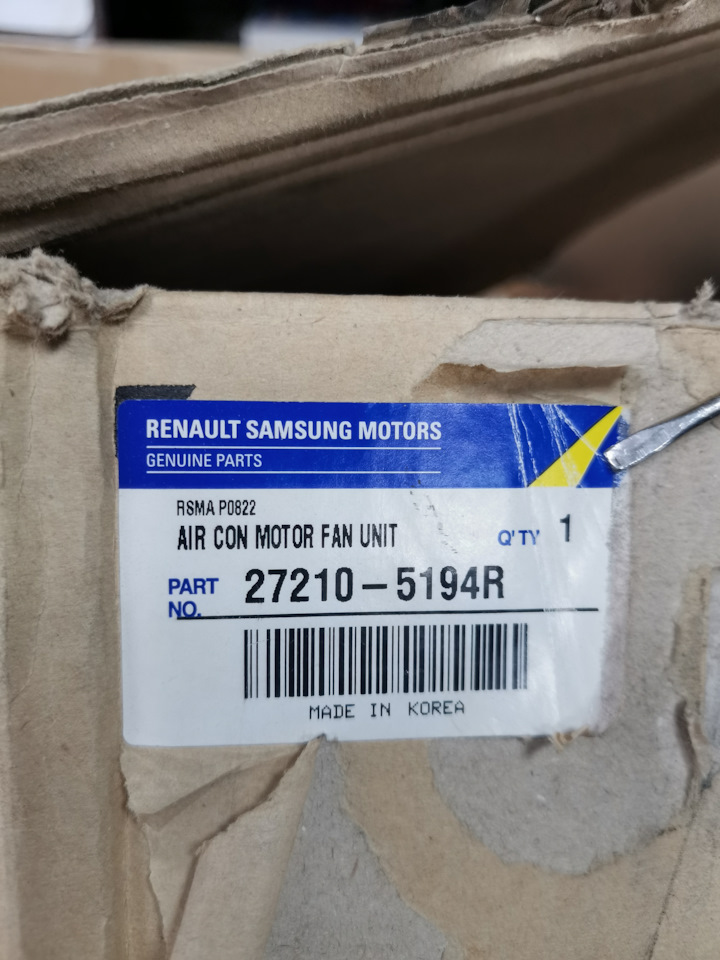 RENAULT SAMSUNG MOTORS
GENUINE PARTS
RSMA P0822
AIR CON MOTOR FAN UNIT Q'TY 1
PART NO. 27210-5194R
MADE IN KOREA